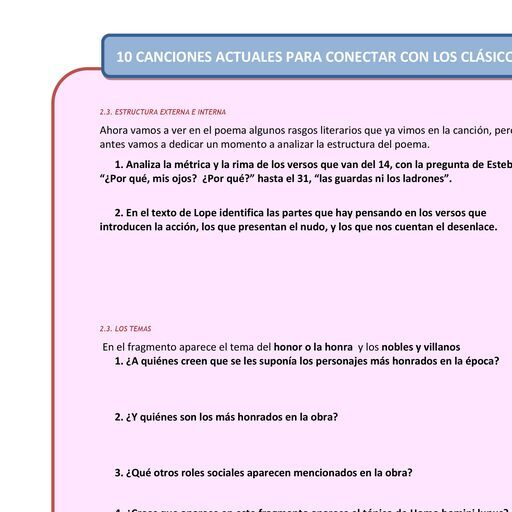 10 CANCIONES ACTUALES PARA CONECTAR CON LOS CLÁSICO
2.3. ESTRUCTURA EXTERNA E INTERNA
Ahora vamos a ver en el poema algunos rasgos literarios que ya vimos en la canción, pero
antes vamos a dedicar un momento a analizar la estructura del poema.
1. Analiza la métrica y la rima de los versos que van del 14, con la pregunta de Esteb
“¿Por qué, mis ojos? ¿Por qué?” hasta el 31, “las guardas ni los ladrones”.
2. En el texto de Lope identifica las partes que hay pensando en los versos que
introducen la acción, los que presentan el nudo, y los que nos cuentan el desenlace.
2.3. LOS TEMAS
En el fragmento aparece el tema del honor o la honra y los nobles y villanos
1. ¿A quiénes creen que se les suponía los personajes más honrados en la época?
2. ¿Y quiénes son los más honrados en la obra?
3. ¿Qué otros roles sociales aparecen mencionados en la obra?